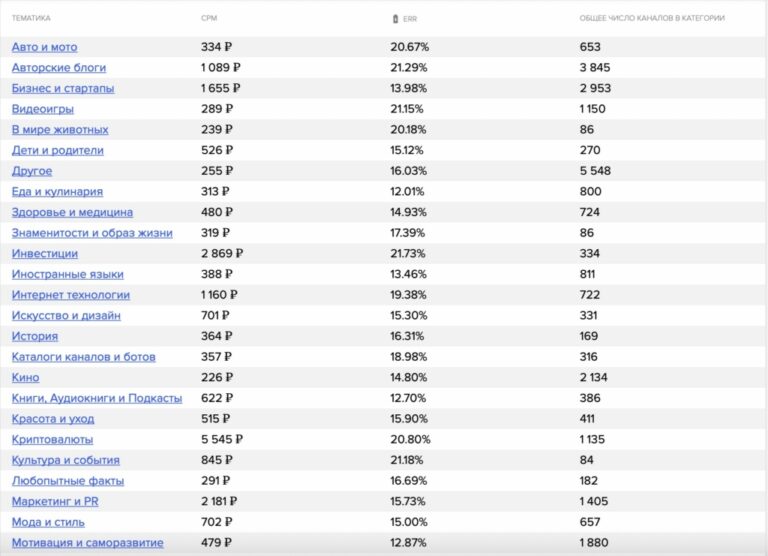 ТЕМАТИКА CPM ERR ОБЩЕЕ ЧИСЛО КАНАЛОВ В КАТЕГОРИИ
Авто и мото 334 ₽ 20.67% 653
Авторские блоги 1 089 ₽ 21.29% 3 845
Бизнес и стартапы 1 655 ₽ 13.98% 2 953
Видеоигры 289 ₽ 21.15% 1 150
В мире животных 239 ₽ 20.18% 86
Дети и родители 526 ₽ 15.12% 270
Другое 255 ₽ 16.03% 5 548
Еда и кулинария 313 ₽ 12.01% 800
Здоровье и медицина 480 ₽ 14.93% 724
Знаменитости и образ жизни 319 ₽ 17.39% 86
Инвестиции 2 869 ₽ 21.73% 334
Иностранные языки 388 ₽ 13.46% 811
Интернет технологии 1 160 ₽ 19.38% 722
Искусство и дизайн 701 ₽ 15.30% 331
История 364 ₽ 16.31% 169
Каталоги каналов и ботов 357 ₽ 18.98% 316
Кино 226 ₽ 14.80% 2 134
Книги, Аудиокниги и Подкасты 622 ₽ 12.70% 386
Красота и уход 515 ₽ 15.90% 411
Криптовалюты 5 545 ₽ 20.80% 1 135
Культура и события 845 ₽ 21.18% 84
Любопытные факты 291 ₽ 16.69% 182
Маркетинг и PR 2 181 ₽ 15.73% 1 405
Мода и стиль 702 ₽ 15.00% 657
Мотивация и саморазвитие 479 ₽ 12.87% 1 880